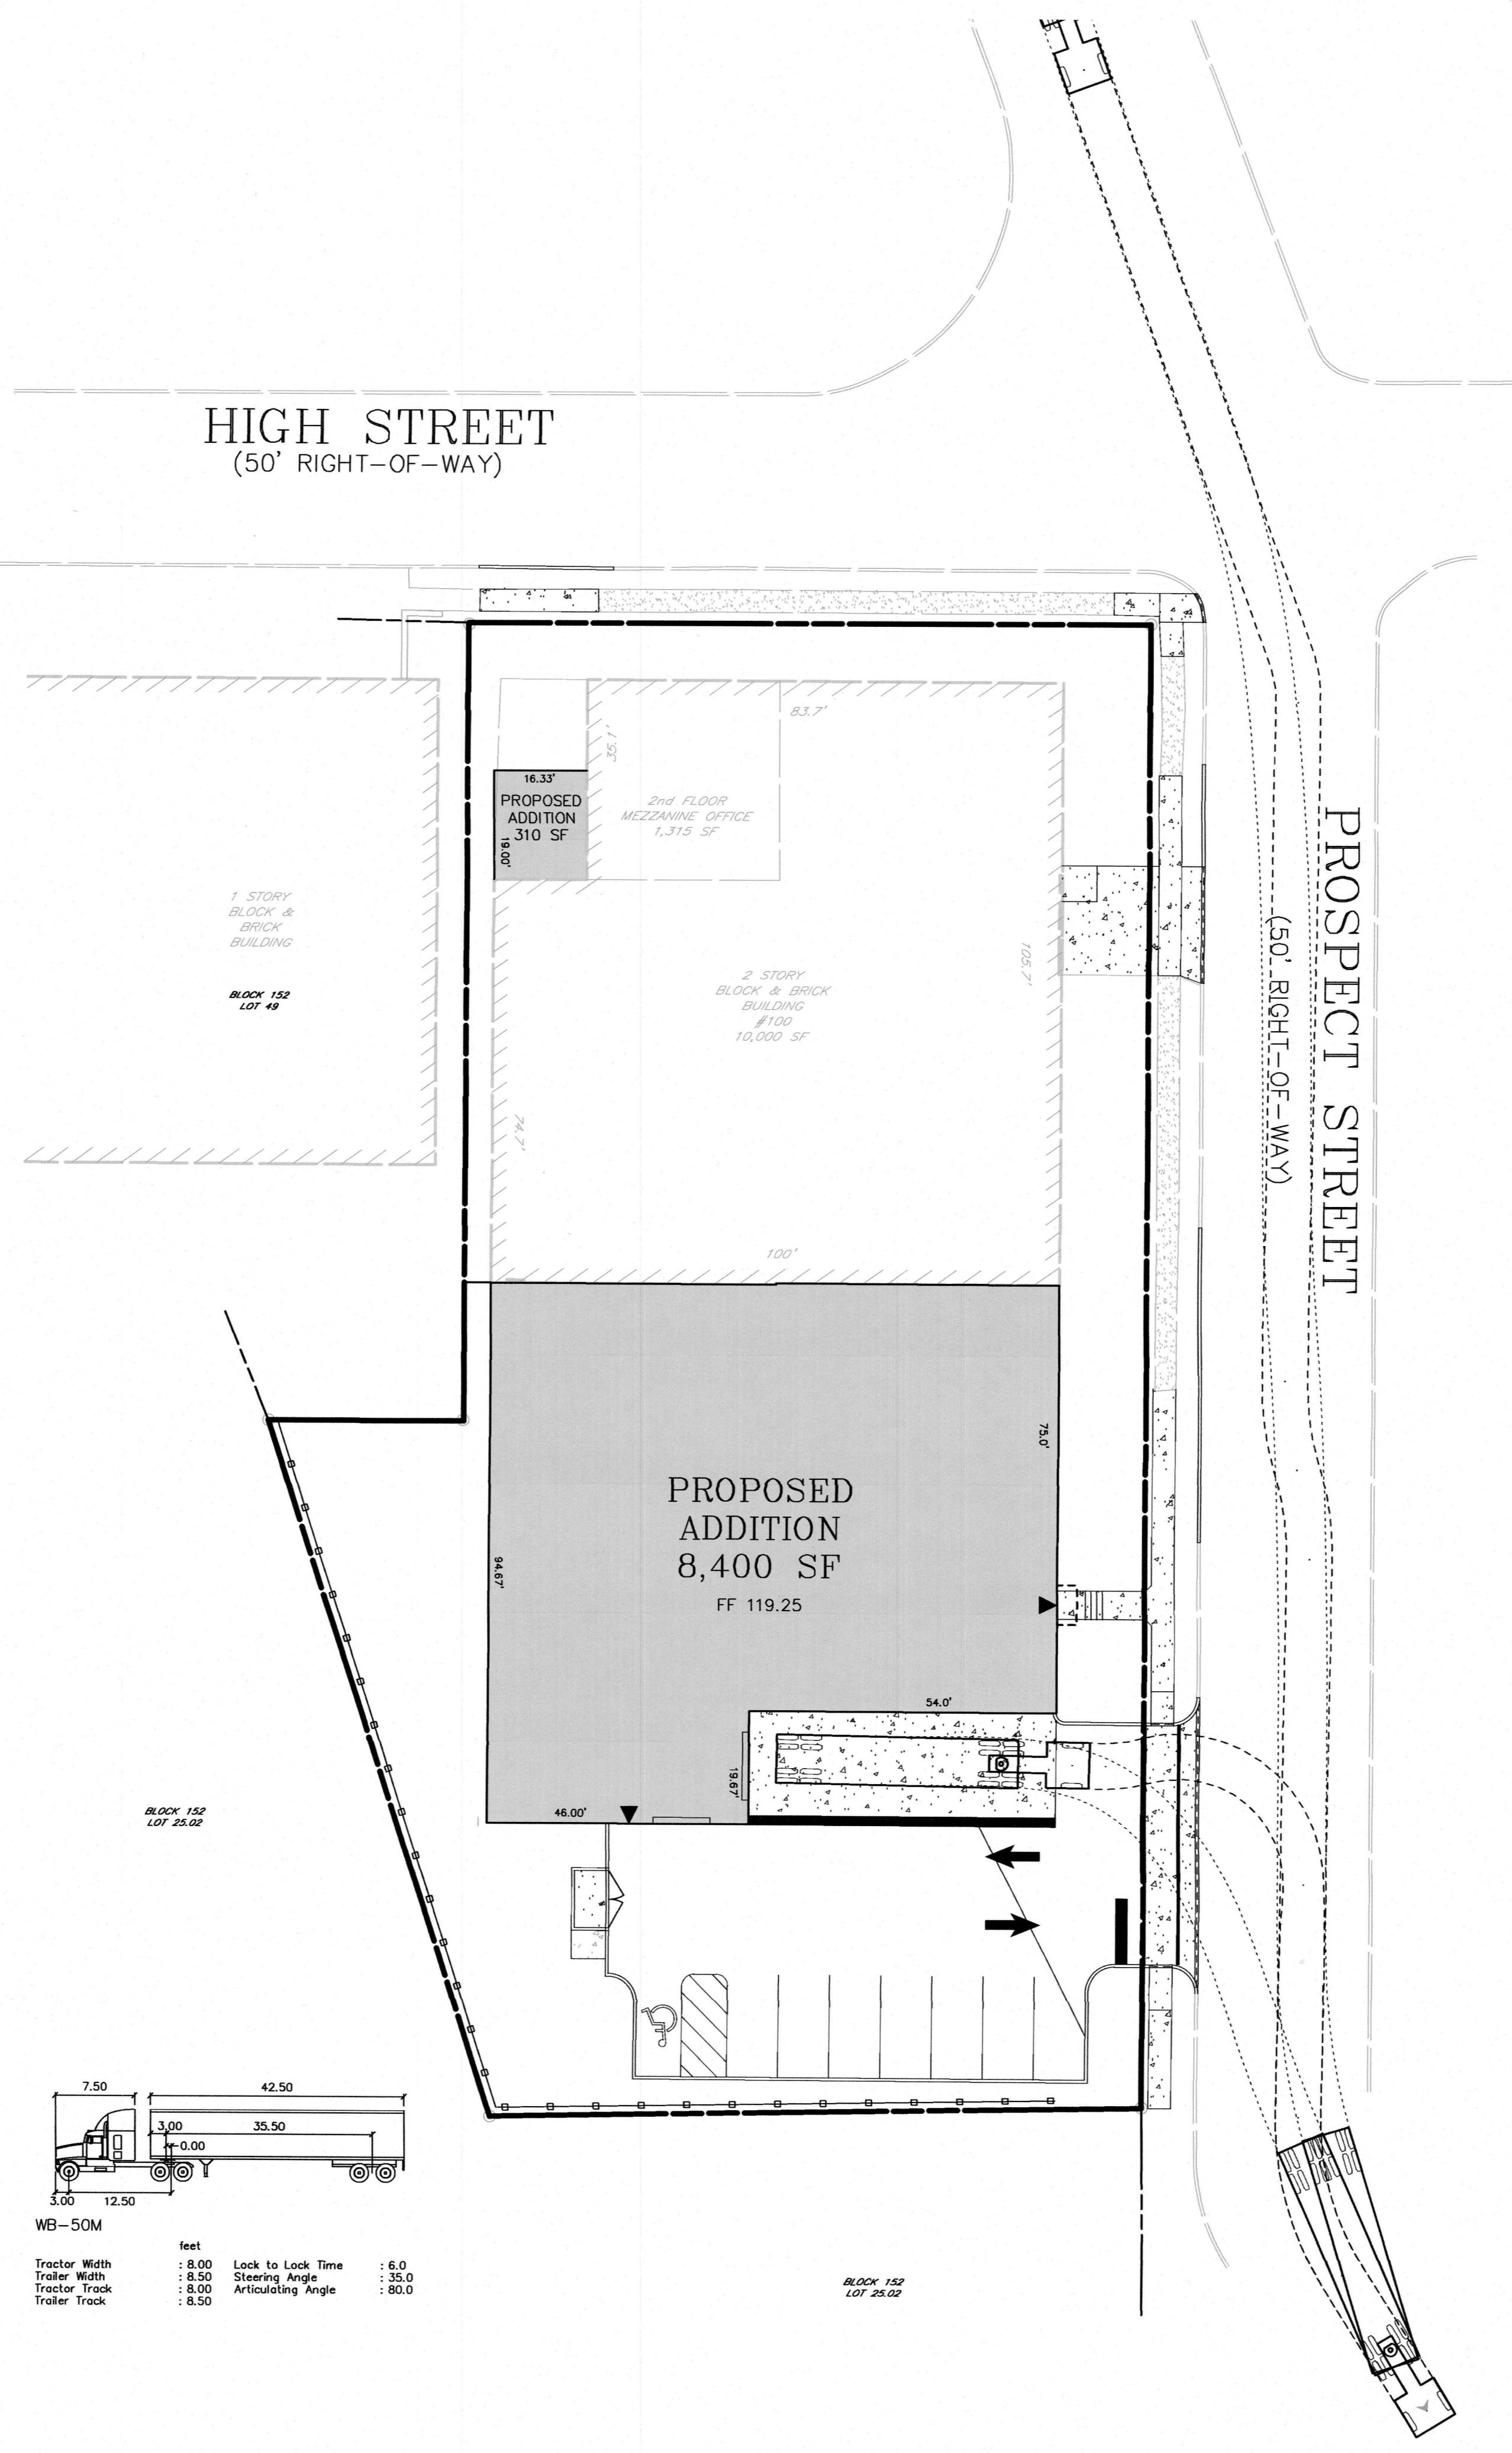 HIGH STREET
(50' RIGHT-OF-WAY)
PROSPECT STREET
(50' RIGHT-OF-WAY)
83.7'
35.1'
16.33'
PROPOSED
ADDITION
310 SF
19.00'
2nd FLOOR
MEZZANINE OFFICE
1,315 SF
1 STORY
BLOCK &
BRICK
BUILDING
BLOCK 152
LOT 49
2 STORY
BLOCK & BRICK
BUILDING
#100
10,000 SF
105.7'
74.7'
100'
75.0'
PROPOSED
ADDITION
8,400 SF
FF 119.25
94.67'
54.0'
19.67'
46.00'
BLOCK 152
LOT 25.02
7.50
42.50
3.00
35.50
0.00
3.00
12.50
WB-50M
feet
Tractor Width : 8.00 Lock to Lock Time : 6.0
Trailer Width : 8.50 Steering Angle : 35.0
Tractor Track : 8.00 Articulating Angle : 80.0
Trailer Track : 8.50
BLOCK 152
LOT 25.02